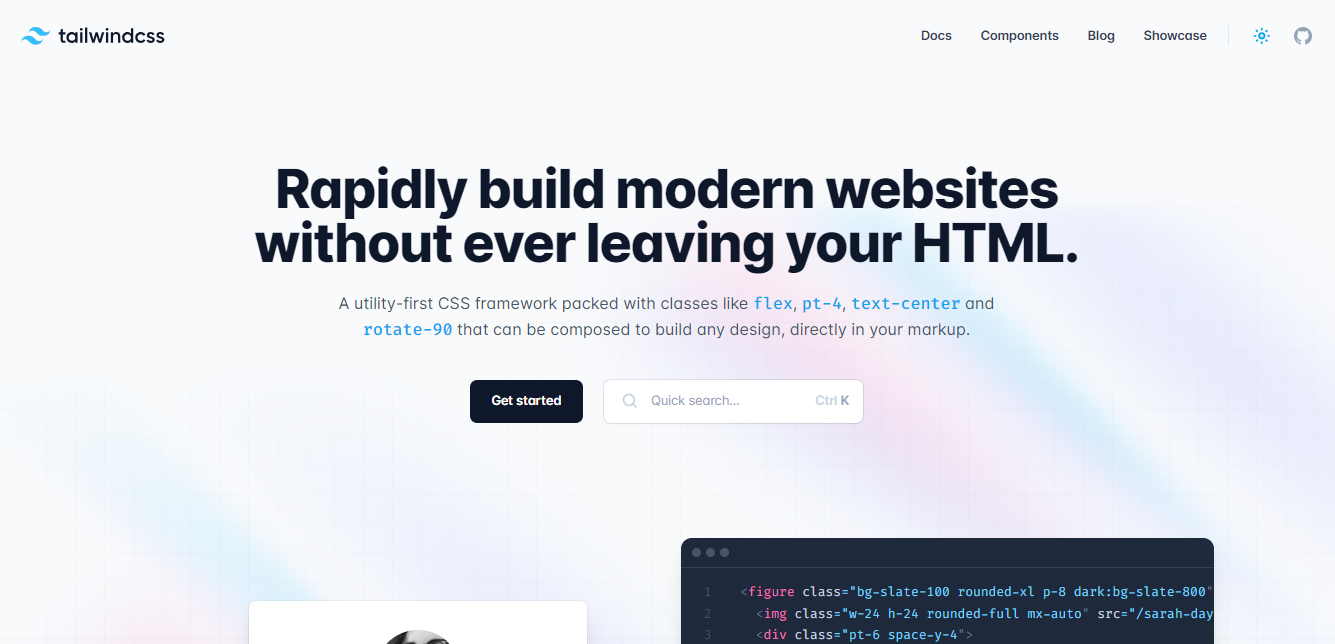 tailwindcss
Docs Components Blog Showcase
Rapidly build modern websites
without ever leaving your HTML.
A utility-first CSS framework packed with classes like flex, pt-4, text-center and
rotate-90 that can be composed to build any design, directly in your markup.
Get started
Quick search... Ctrl K
1 <figure class="bg-slate-100 rounded-xl p-8 dark:bg-slate-800"
2 <img class="w-24 h-24 rounded-full mx-auto" src="/sarah-day
3 <div class="pt-6 space-y-4">